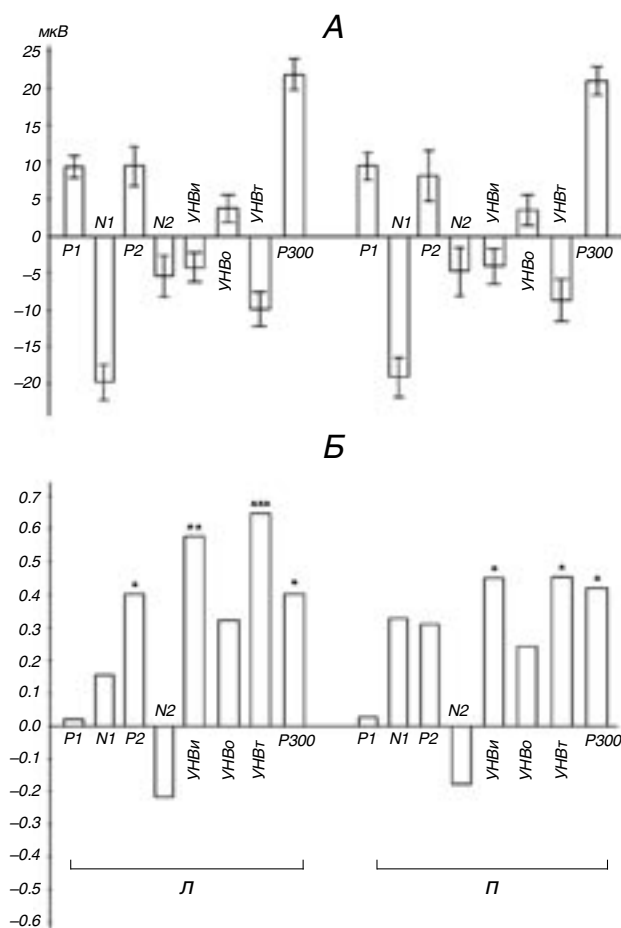 А
мкВ
25
20
15
10
5
0
–5
–10
–15
–20
P1 N1 P2 N2 УНВи УНВо УНВт P300
P1 N1 P2 N2 УНВи УНВо УНВт P300
Б
0.7
0.6
0.5
0.4
0.3
0.2
0.1
0.0
–0.1
–0.2
–0.3
–0.4
–0.5
–0.6
* ** *** *
* * *
P1 N1 P2 N2 УНВи УНВо УНВт P300
P1 N1 P2 N2 УНВи УНВо УНВт P300
Л П